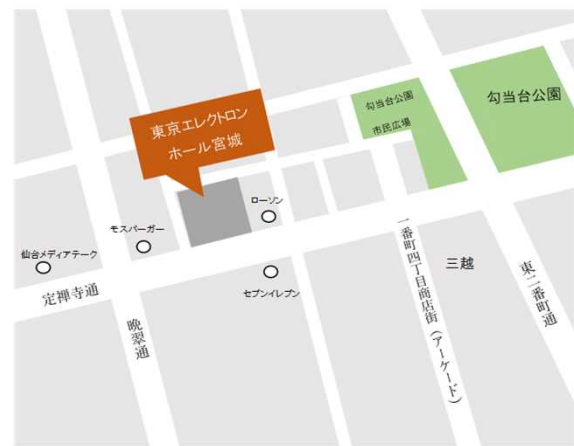 勾当台公園
勾当台公園
市民広場
東京エレクトロン
ホール宮城
ローソン
モスバーガー
仙台メディアテーク
三越
定禅寺通
セブンイレブン
晩翠通
一番町四丁目商店街（アーケード）
東二番町通